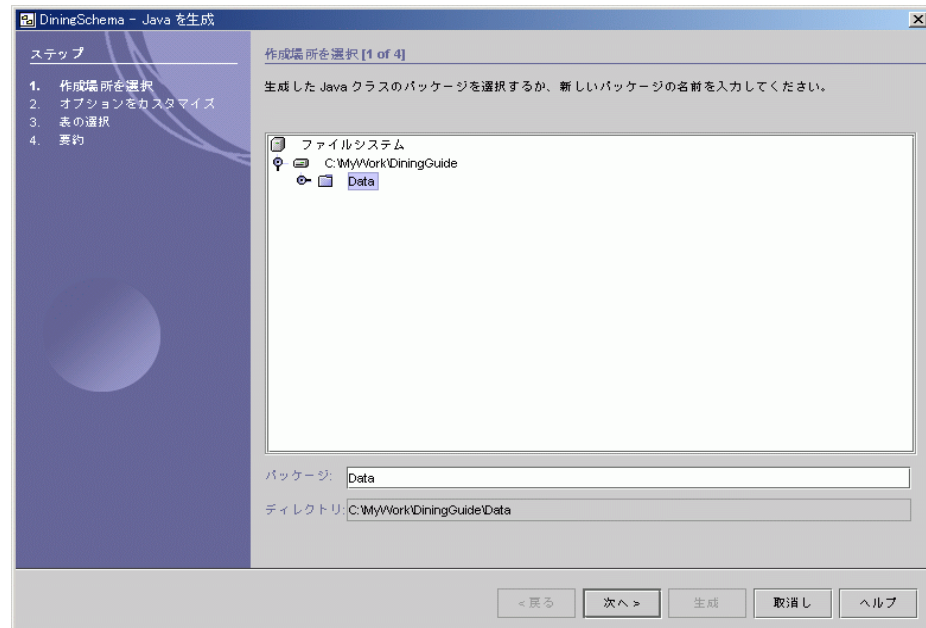 DiningSchema - Java を生成
ステップ
1. 作成場所を選択
2. オプションをカスタマイズ
3. 表の選択
4. 要約
作成場所を選択 [1 of 4]
生成した Java クラスのパッケージを選択するか、新しいパッケージの名前を入力してください。
ファイルシステム
C:\MyWork\DiningGuide
Data
パッケージ: Data
ディレクトリ: C:\MyWork\DiningGuide\Data
< 戻る 次へ > 生成 取消し ヘルプ